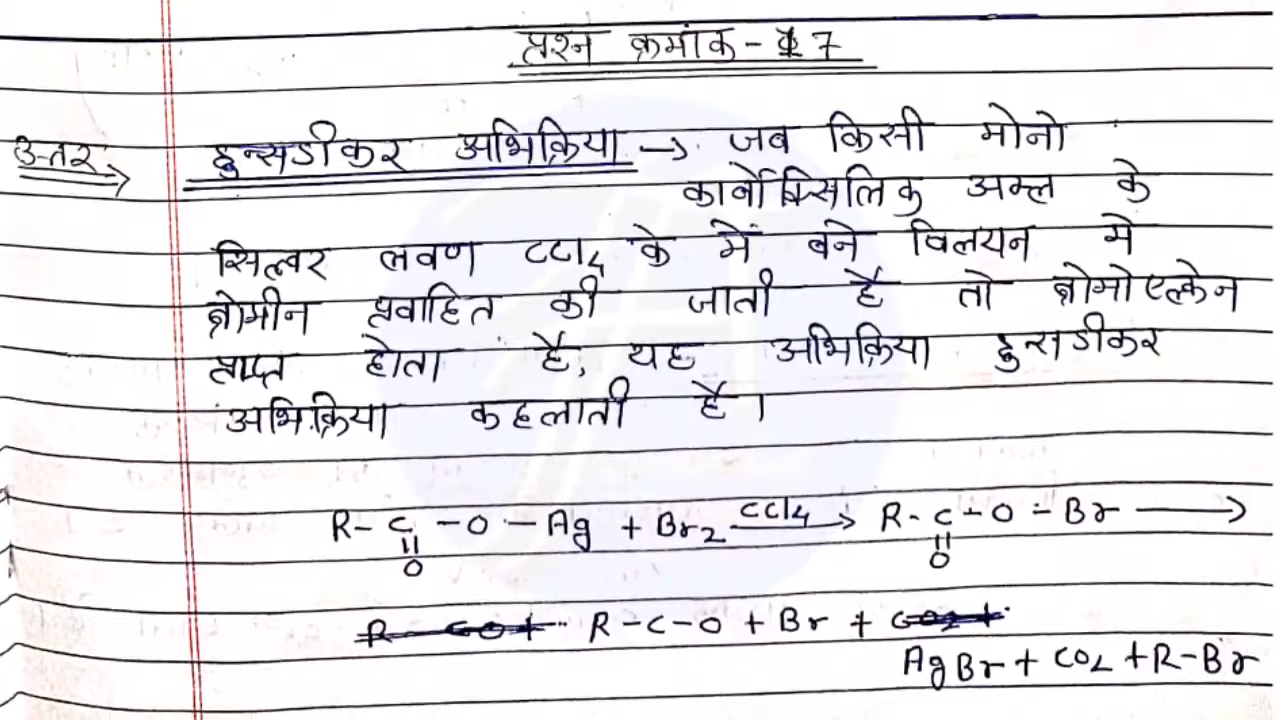 प्रश्न क्रमांक - 17
उत्तर
हुन्सडीकर अभिक्रिया → जब किसी मोनो
कार्बोक्सिलिक अम्ल के
सिल्वर लवण CCl4 के में बने विलयन मे
ब्रोमीन प्रवाहित की जाती है तो ब्रोमोएल्केन
प्राप्त होता है, यह अभिक्रिया हुसडीकर
अभिक्रिया कहलाती है।
R - C - O - Ag + Br2 CCl4→ R - C - O - Br →
=O =O
R - C - O + Br +
AgBr + CO2 + R-Br